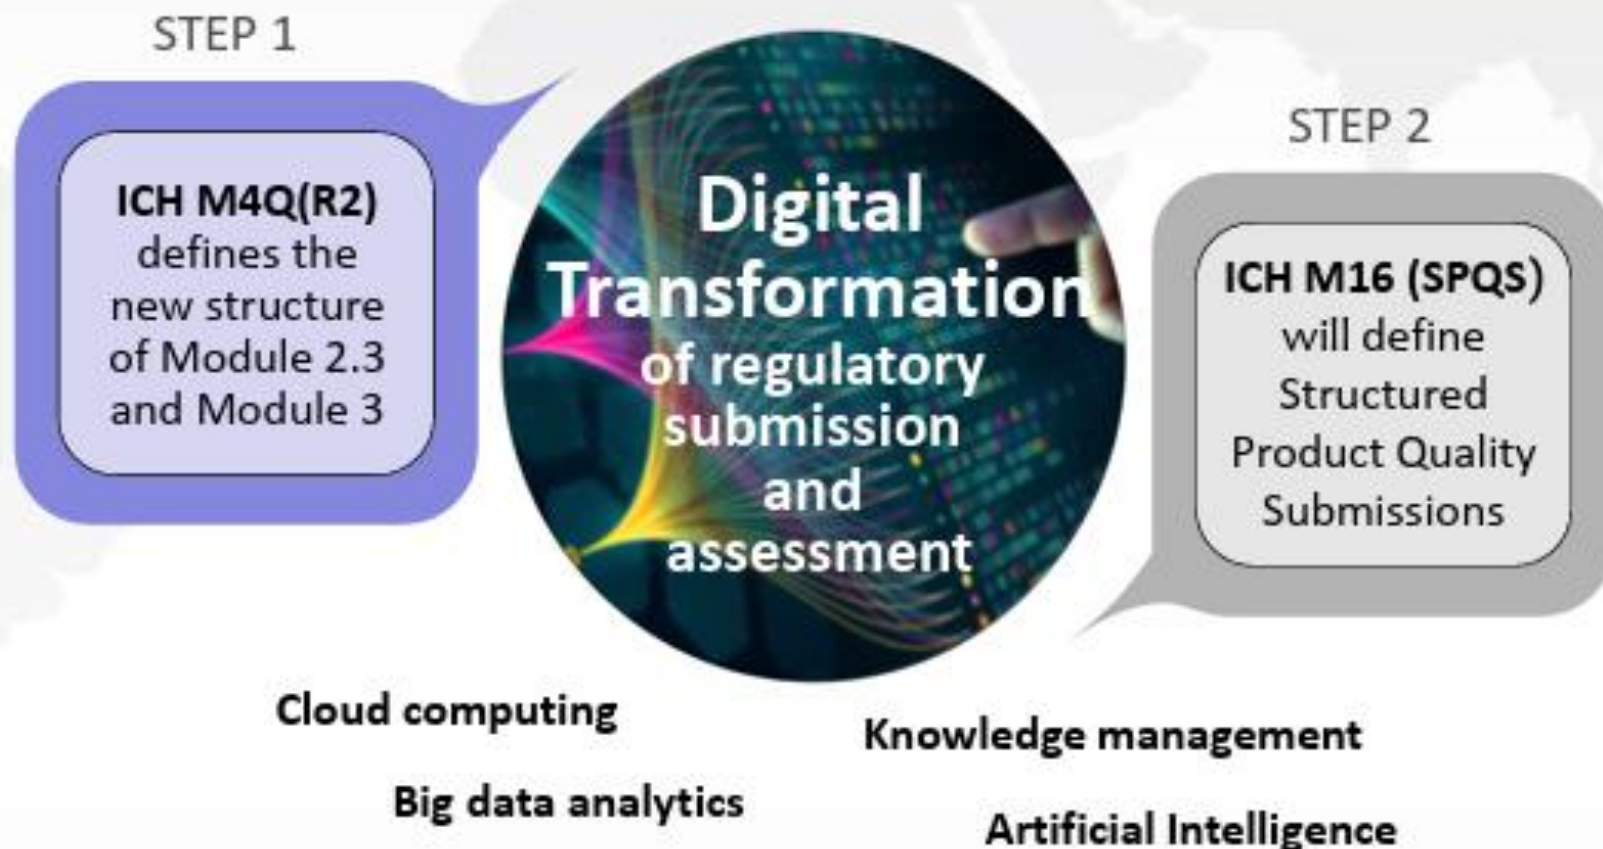 STEP 1
ICH M4Q(R2)
defines the
new structure
of Module 2.3
and Module 3
Digital
Transformation
of regulatory
submission
and
assessment
STEP 2
ICH M16 (SPQS)
will define
Structured
Product Quality
Submissions
Cloud computing
Knowledge management
Big data analytics
Artificial Intelligence